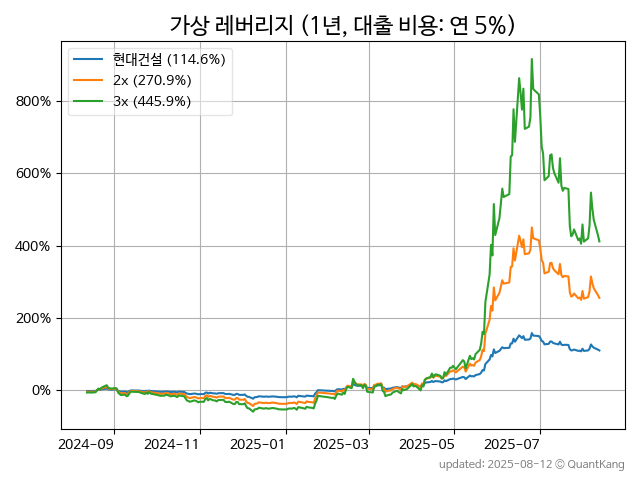 가상 레버리지 (1년, 대출 비용: 연 5%)
현대건설 (114.6%)
2x (270.9%)
3x (445.9%)
800%
600%
400%
200%
0%
2024-09 2024-11 2025-01 2025-03 2025-05 2025-07
updated: 2025-08-12 © QuantKang